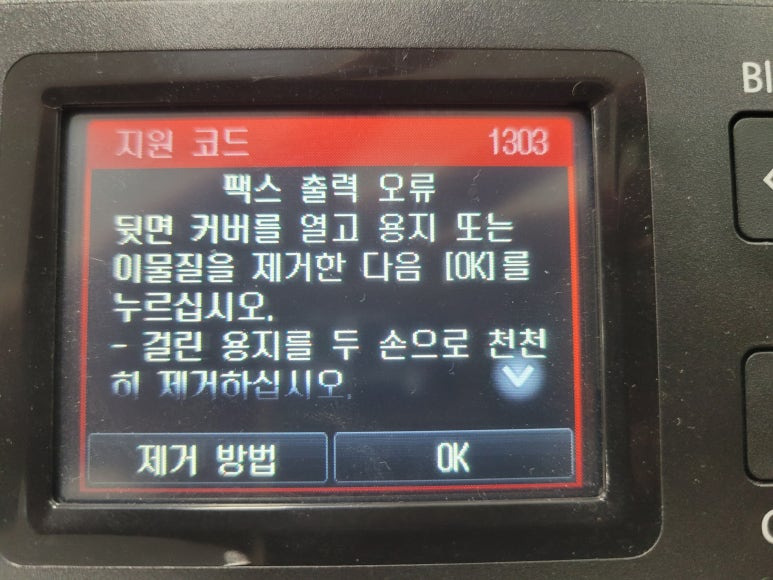 지원 코드 1303
팩스 출력 오류
뒷면 커버를 열고 용지 또는
이물질을 제거한 다음 [OK]를
누르십시오.
- 걸린 용지를 두 손으로 천천
히 제거하십시오.
제거 방법 OK
Bl